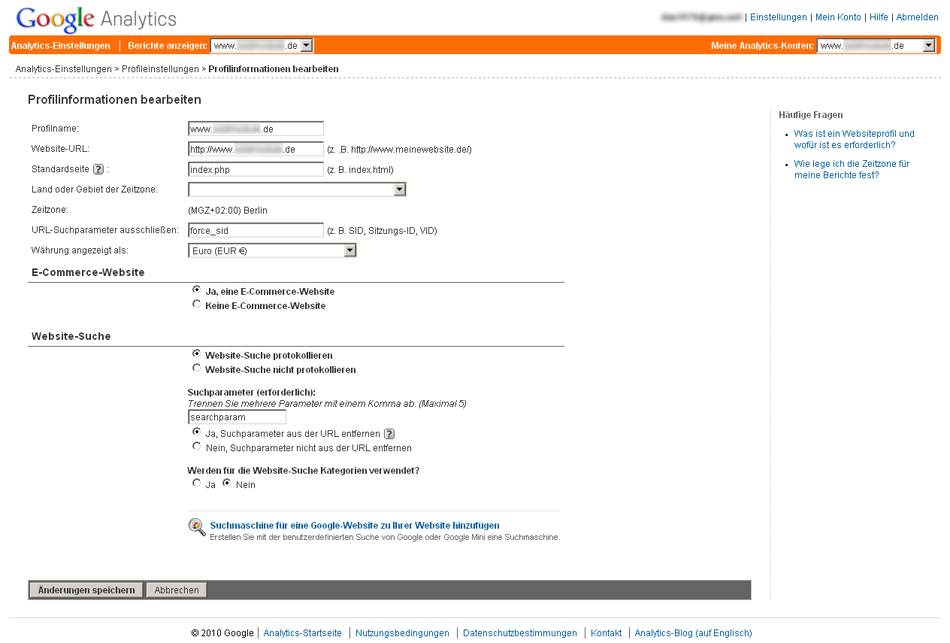 Google Analytics
| Einstellungen | Mein Konto | Hilfe | Abmelden
Analytics-Einstellungen | Berichte anzeigen: www. .de
Meine Analytics-Konten: www. .de
Analytics-Einstellungen > Profileinstellungen > Profilinformationen bearbeiten
Profilinformationen bearbeiten
Profilname: www. .de
Website-URL: http://www. .de (z. .B. http://www.meinewebsite.de/)
Standardseite ? : index.php (z. B. index.html)
Land oder Gebiet der Zeitzone:
Zeitzone: (MGZ+02:00) Berlin
URL-Suchparameter ausschließen: force_sid (z. B. SID, Sitzungs-ID, VID)
Währung angezeigt als: Euro (EUR €)
E-Commerce-Website
Ja, eine E-Commerce-Website
Keine E-Commerce-Website
Website-Suche
Website-Suche protokollieren
Website-Suche nicht protokollieren
Suchparameter (erforderlich):
Trennen Sie mehrere Parameter mit einem Komma ab. (Maximal 5)
searchparam
Ja, Suchparameter aus der URL entfernen ?
Nein, Suchparameter nicht aus der URL entfernen
Werden für die Website-Suche Kategorien verwendet?
Ja Nein
Suchmaschine für eine Google-Website zu Ihrer Website hinzufügen
Erstellen Sie mit der benutzerdefinierten Suche von Google oder Google Mini eine Suchmaschine.
Änderungen speichern Abbrechen
Häufige Fragen
Was ist ein Websiteprofil und
wofür ist es erforderlich?
Wie lege ich die Zeitzone für
meine Berichte fest?
© 2010 Google | Analytics-Startseite | Nutzungsbedingungen | Datenschutzbestimmungen | Kontakt | Analytics-Blog (auf Englisch)